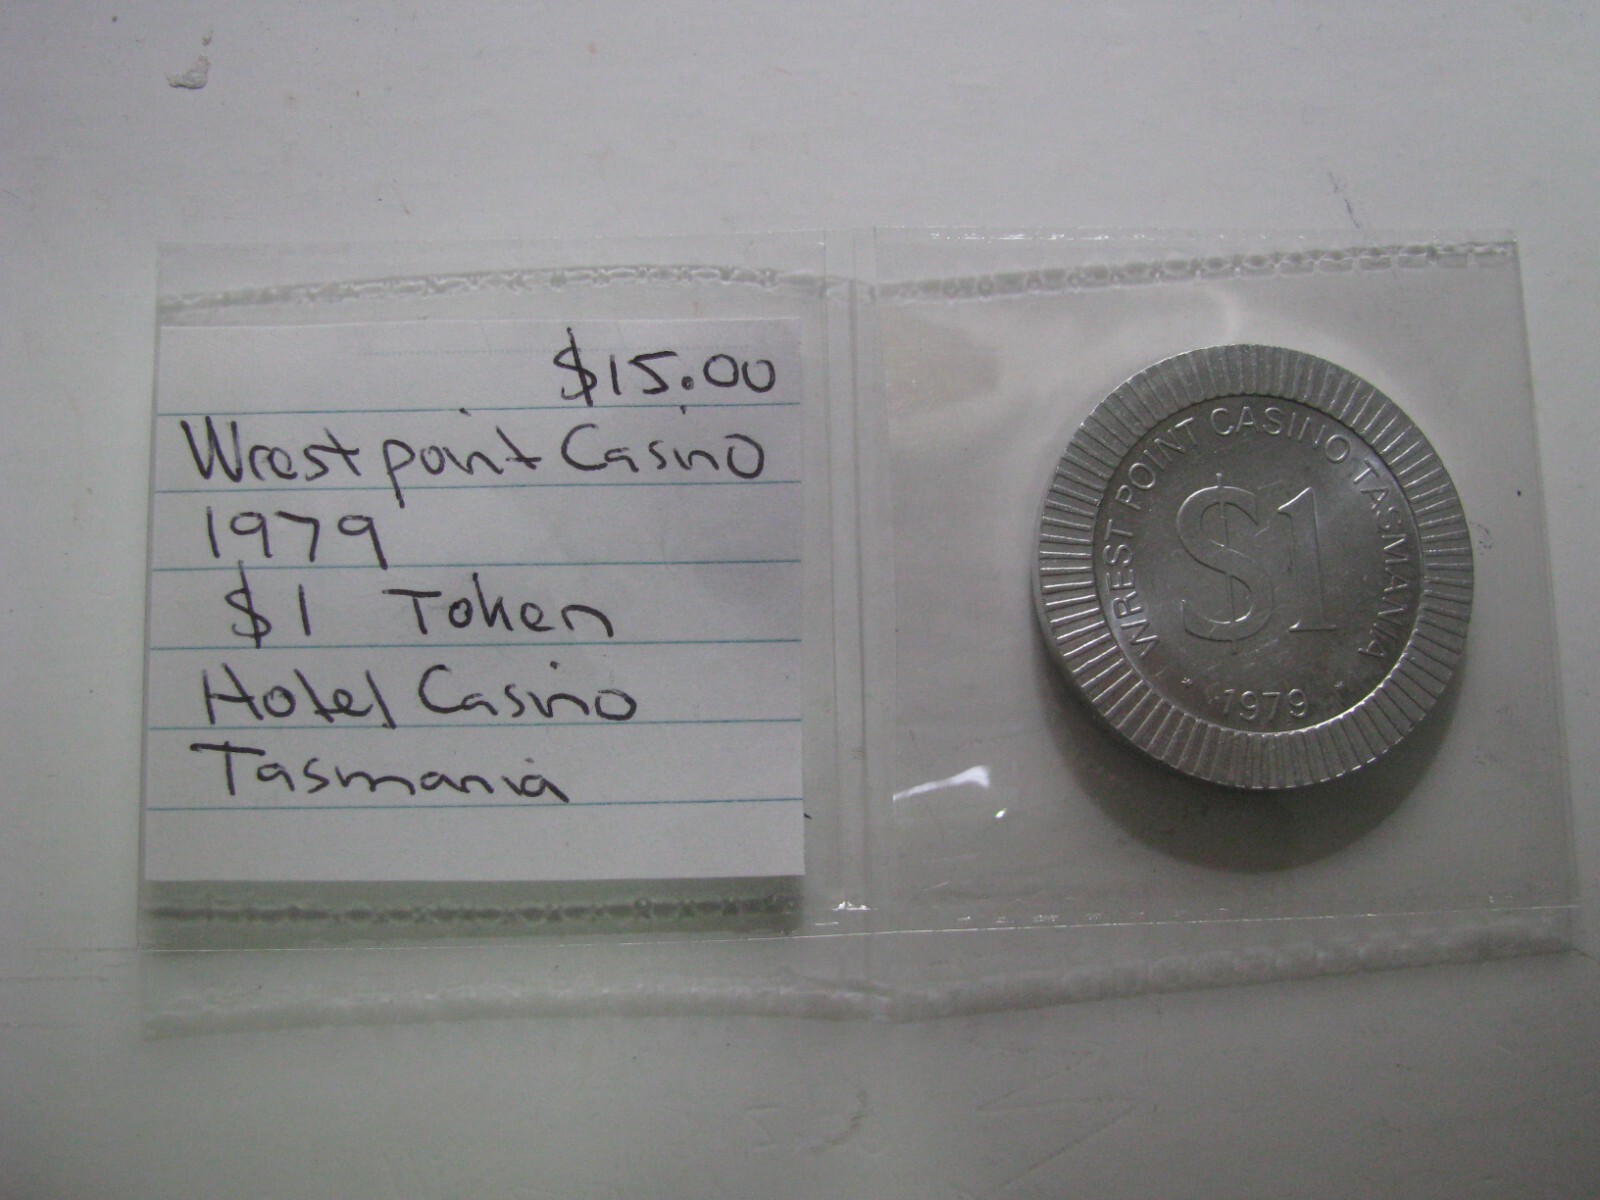 $15.00
Wrest point Casino
1979
$1 Token
Hotel Casino
Tasmania
WREST POINT CASINO TASMANIA
$1
1979